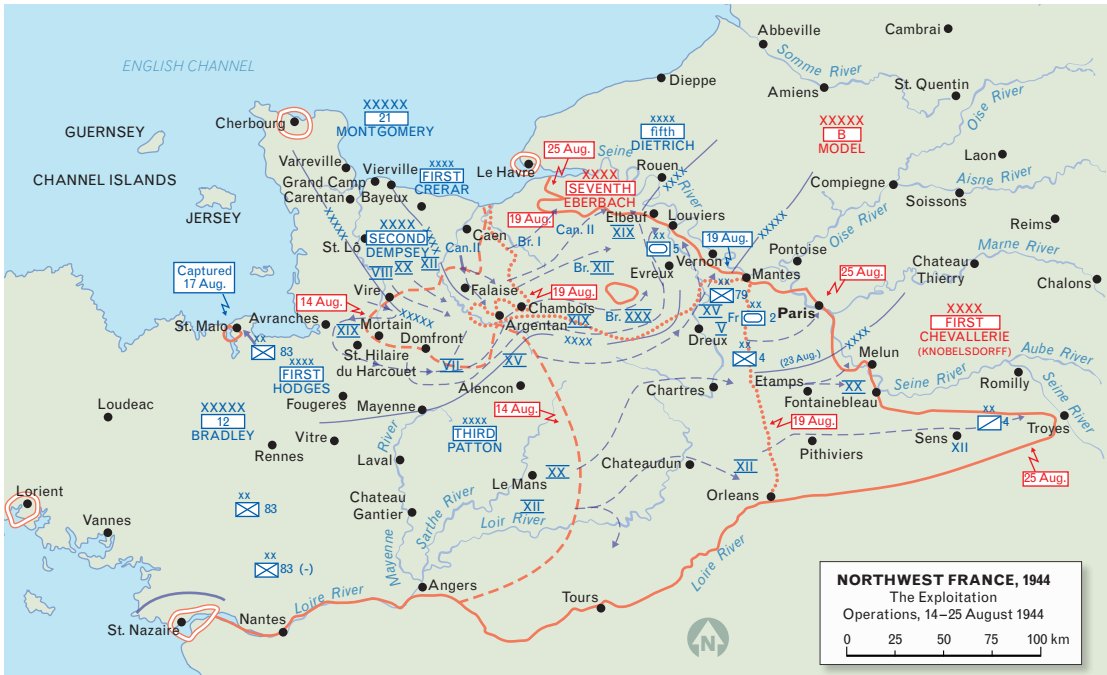 Abbeville
Cambrai
Somme River
ENGLISH CHANNEL
Dieppe
Amiens
St. Quentin
Oise River
XXXXX
21
MONTGOMERY
Cherbourg
GUERNSEY
XXXX
fifth
DIETRICH
XXXXX
B
MODEL
25 Aug.
Seine
River
Rouen
Laon
Aisne River
Varreville
Vierville
XXXX
FIRST
CRERAR
Le Havre
XXXX
SEVENTH
EBERBACH
Compiegne
Soissons
CHANNEL ISLANDS
Grand Camp
Carentan
Bayeux
JERSEY
19 Aug.
Elbeuf
Louviers
Oise River
Reims
XXXXX
XXXX
SECOND
DEMPSEY
XXXX
Caen
Can. II
Br. I
Can. II
XIX
19 Aug.
XXXXX
Pontoise
Marne River
St. Lô
VIII
XX
XII
Br. XII
XX
5
Vernon
Evreux
Mantes
Chateau
Thierry
25 Aug.
Chalons
Captured
17 Aug.
Vire
Falaise
19 Aug.
Chambois
XX
79
14 Aug.
XXXXX
Argentan
XIX
Br. XXX
XV
V
XX
Fr
2
Paris
XXXX
FIRST
CHEVALLERIE
(KNOBELSDORFF)
St. Malo
Avranches
XIX
Mortain
Domfront
XXXX
Dreux
XXXX
XX
83
XXXX
FIRST
HODGES
St. Hilaire
du Harcouet
VII
XV
XX
4
(23 Aug.)
Melun
Aube River
Seine River
Romilly
Seine River
Fougeres
Mayenne
Alencon
Chartres
Etampes
Fontainebleau
XX
Loudeac
XXXXX
12
BRADLEY
14 Aug.
19 Aug.
XX
4
Troyes
Vitre
Rennes
XXXX
THIRD
PATTON
Pithiviers
Sens
XII
River
Laval
Le Mans
XX
Chateaudun
XII
25 Aug.
Lorient
Orleans
XX
83
Chateau
Gantier
Sarthe River
XII
Loir River
Vannes
Mayenne
XX
83 (-)
Loire River
Angers
Loire River
Tours
St. Nazaire
Nantes
N
NORTHWEST FRANCE, 1944
The Exploitation
Operations, 14–25 August 1944
0 25 50 75 100 km